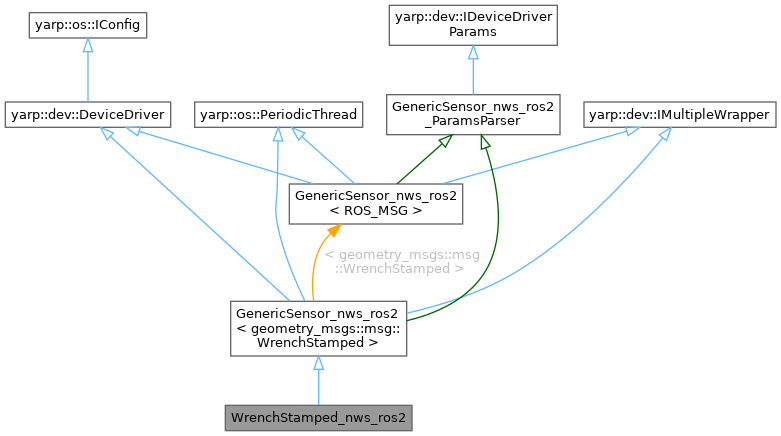 yarp::os::IConfig
yarp::dev::IDeviceDriver
Params
yarp::dev::DeviceDriver
yarp::os::PeriodicThread
GenericSensor_nws_ros2
_ParamsParser
yarp::dev::IMultipleWrapper
GenericSensor_nws_ros2
< ROS_MSG >
< geometry_msgs::msg
::WrenchStamped >
GenericSensor_nws_ros2
< geometry_msgs::msg::
WrenchStamped >
WrenchStamped_nws_ros2